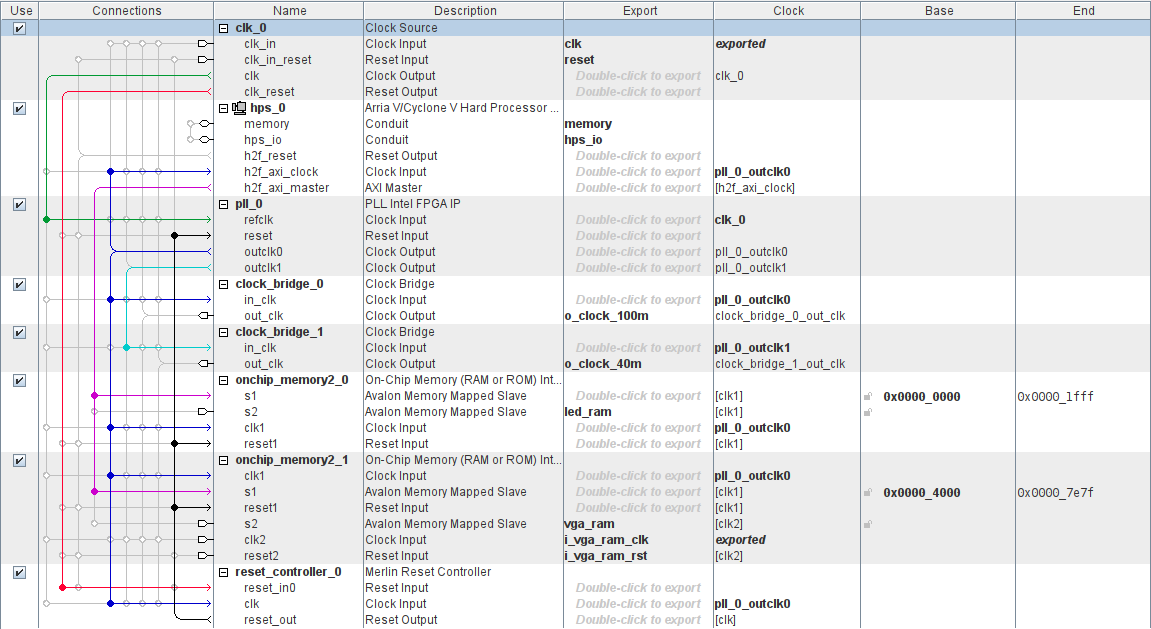 Use Connections Name Description Export Clock Base End
clk_0 Clock Source
clk_in Clock Input clk exported
clk_in_reset Reset Input reset
clk Clock Output Double-click to export clk_0
clk_reset Reset Output Double-click to export
hps_0 Arria V/Cyclone V Hard Processor ...
memory Conduit memory
hps_io Conduit hps_io
h2f_reset Reset Output Double-click to export
h2f_axi_clock Clock Input Double-click to export pll_0_outclk0
h2f_axi_master AXI Master Double-click to export [h2f_axi_clock]
pll_0 PLL Intel FPGA IP
refclk Clock Input Double-click to export clk_0
reset Reset Input Double-click to export
outclk0 Clock Output Double-click to export pll_0_outclk0
outclk1 Clock Output Double-click to export pll_0_outclk1
clock_bridge_0 Clock Bridge
in_clk Clock Input Double-click to export pll_0_outclk0
out_clk Clock Output o_clock_100m clock_bridge_0_out_clk
clock_bridge_1 Clock Bridge
in_clk Clock Input Double-click to export pll_0_outclk1
out_clk Clock Output o_clock_40m clock_bridge_1_out_clk
onchip_memory2_0 On-Chip Memory (RAM or ROM) Int...
s1 Avalon Memory Mapped Slave Double-click to export [clk1] 0x0000_0000 0x0000_1fff
s2 Avalon Memory Mapped Slave led_ram [clk1]
clk1 Clock Input Double-click to export pll_0_outclk0
reset1 Reset Input Double-click to export [clk1]
onchip_memory2_1 On-Chip Memory (RAM or ROM) Int...
clk1 Clock Input Double-click to export pll_0_outclk0
s1 Avalon Memory Mapped Slave Double-click to export [clk1] 0x0000_4000 0x0000_7e7f
reset1 Reset Input Double-click to export [clk1]
s2 Avalon Memory Mapped Slave vga_ram [clk2]
clk2 Clock Input i_vga_ram_clk exported
reset2 Reset Input i_vga_ram_rst [clk2]
reset_controller_0 Merlin Reset Controller
reset_in0 Reset Input Double-click to export
clk Clock Input Double-click to export pll_0_outclk0
reset_out Reset Output Double-click to export [clk]